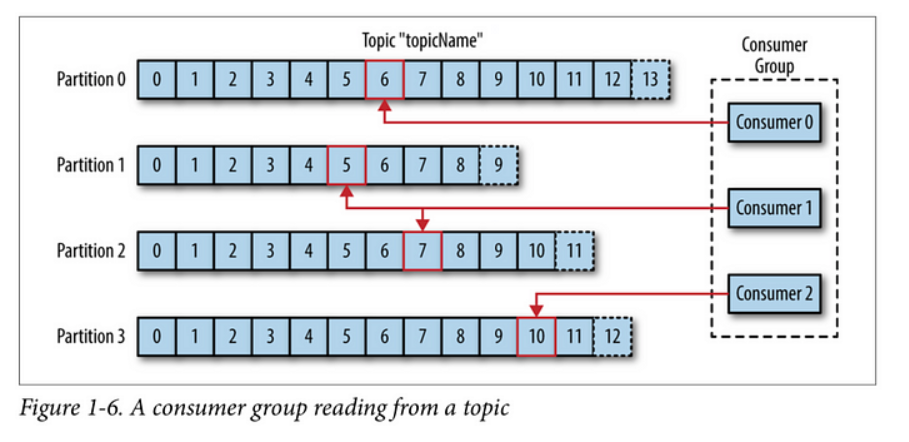 Topic "topicName"
Consumer
Group
Partition 0 0 1 2 3 4 5 6 7 8 9 10 11 12 13
Consumer 0
Partition 1 0 1 2 3 4 5 6 7 8 9
Consumer 1
Partition 2 0 1 2 3 4 5 6 7 8 9 10 11
Consumer 2
Partition 3 0 1 2 3 4 5 6 7 8 9 10 11 12
Figure 1-6. A consumer group reading from a topic